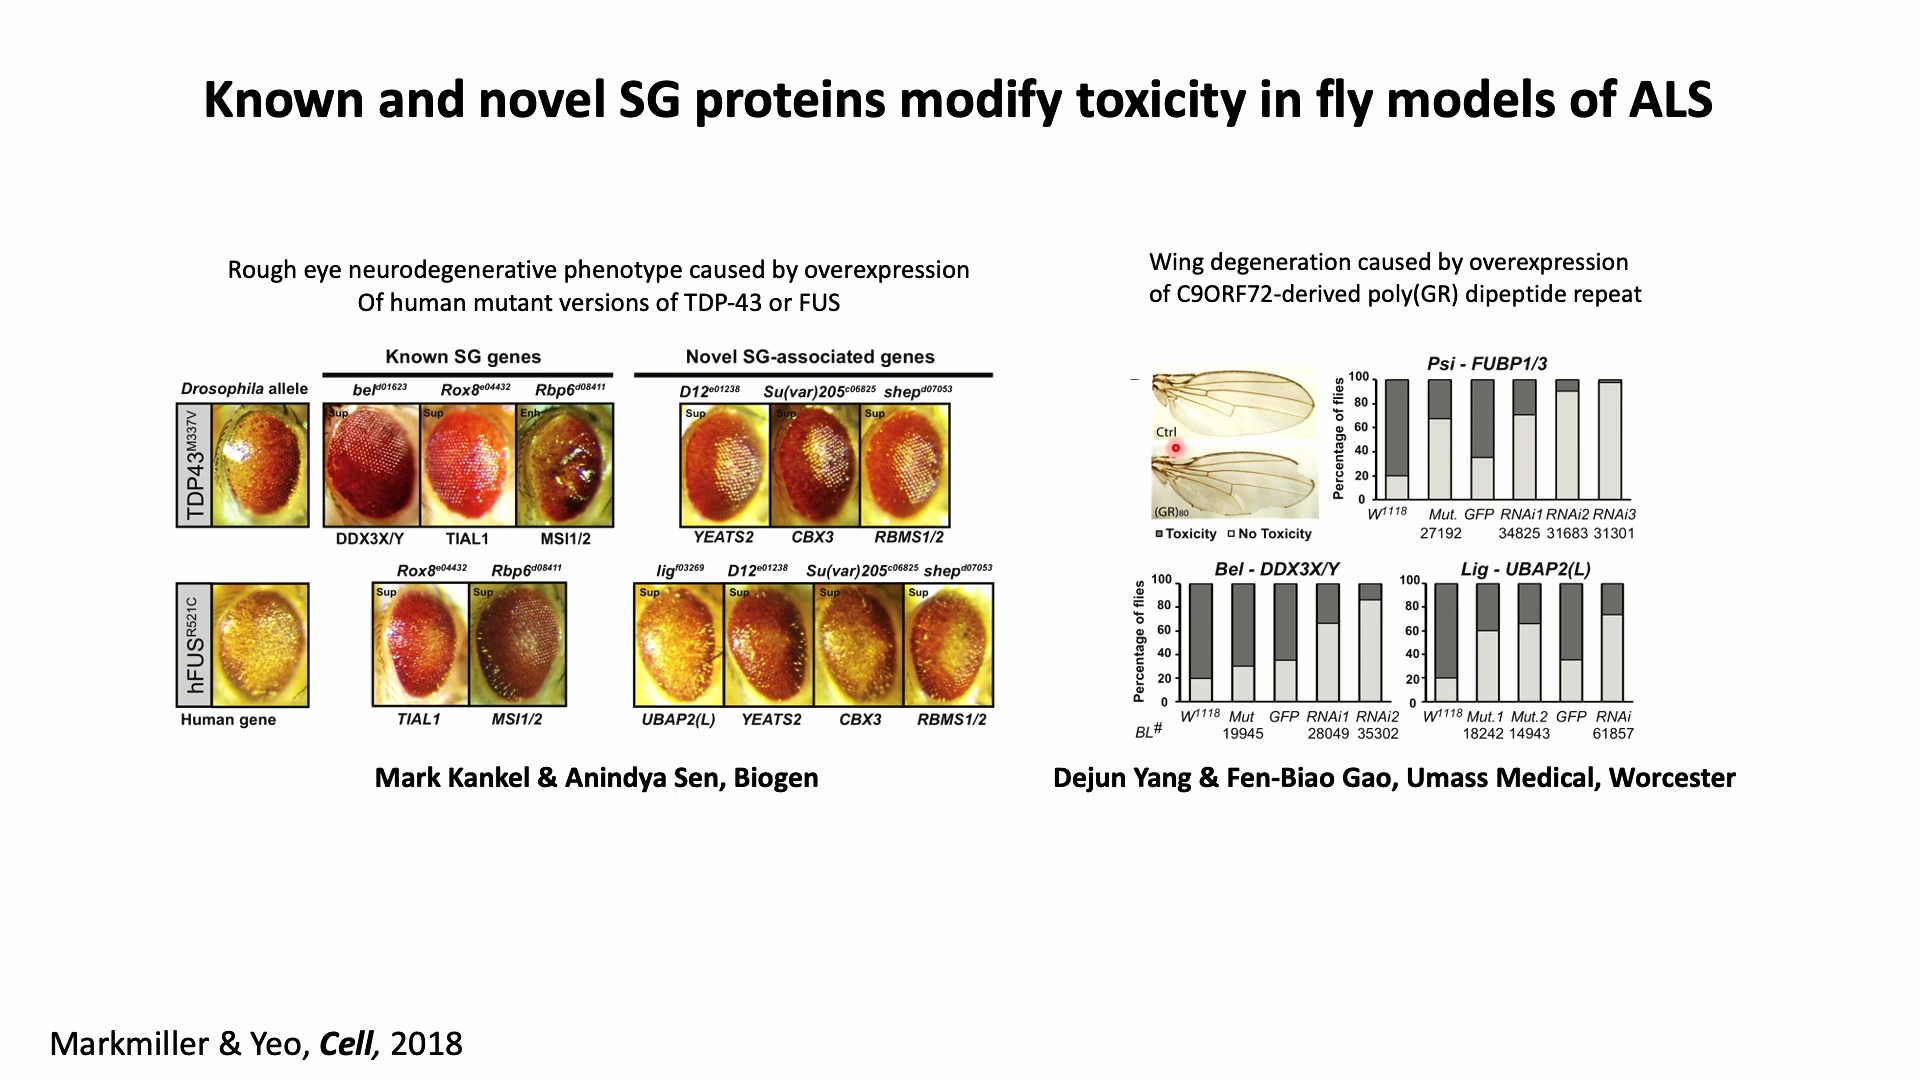 Known and novel SG proteins modify toxicity in fly models of ALS
Rough eye neurodegenerative phenotype caused by overexpression
Of human mutant versions of TDP-43 or FUS
Known SG genes
Novel SG-associated genes
Drosophila allele
bel^d01623
Rox8^e04432
Rbp6^d08411
D12^e01238
Su(var)205^c06825
shep^d07053
TDP43^M337V
Sup
Sup
Enh
Sup
Sup
Sup
DDX3X/Y
TIAL1
MSI1/2
YEATS2
CBX3
RBMS1/2
Rox8^e04432
Rbp6^d08411
lig^f03269
D12^e01238
Su(var)205^c06825
shep^d07053
hFUS^R521C
Sup
Sup
Sup
Sup
Sup
Sup
Human gene
TIAL1
MSI1/2
UBAP2(L)
YEATS2
CBX3
RBMS1/2
Mark Kankel & Anindya Sen, Biogen
Wing degeneration caused by overexpression
of C9ORF72-derived poly(GR) dipeptide repeat
Ctrl
(GR)80
Toxicity
No Toxicity
Psi - FUBP1/3
Percentage of flies
100
80
60
40
20
0
W^1118 Mut. GFP RNAi1 RNAi2 RNAi3
27192 34825 31683 31301
Bel - DDX3X/Y
Percentage of flies
100
80
60
40
20
0
W^1118 Mut GFP RNAi1 RNAi2
BL# 19945 28049 35302
Lig - UBAP2(L)
100
80
60
40
20
0
W^1118 Mut.1 Mut.2 GFP RNAi
18242 14943 61857
Dejun Yang & Fen-Biao Gao, Umass Medical, Worcester
Markmiller & Yeo, Cell, 2018